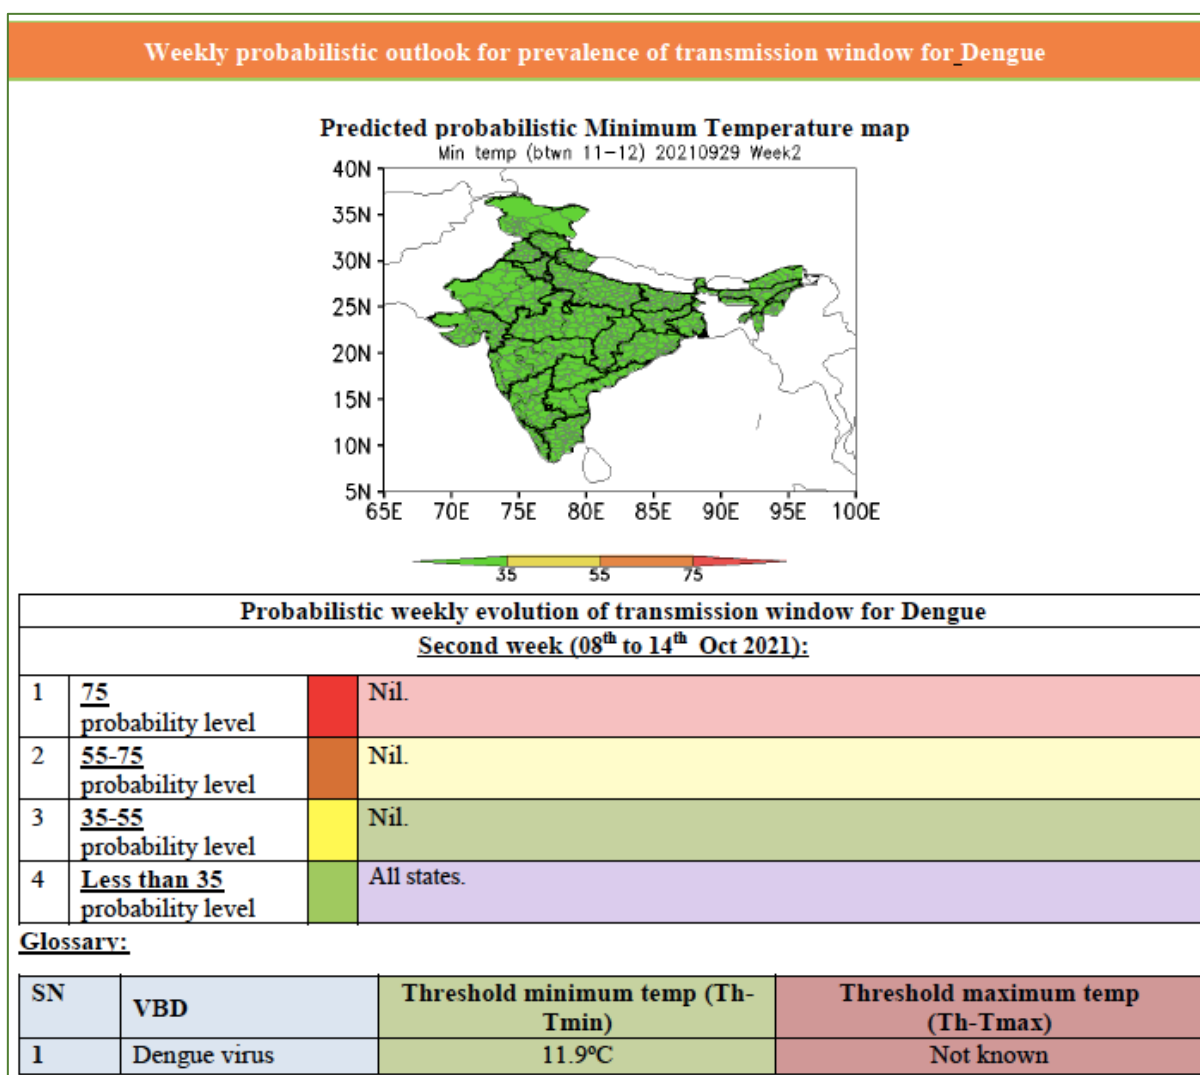 Weekly probabilistic outlook for prevalence of transmission window for Dengue
Predicted probabilistic Minimum Temperature map
Min temp (btwn 11-12) 20210929 Week2
40N
35N
30N
25N
20N
15N
10N
5N
65E 70E 75E 80E 85E 90E 95E 100E
35 55 75
Probabilistic weekly evolution of transmission window for Dengue
Second week (08th to 14th Oct 2021):
1 75 Nil.
probability level
2 55-75 Nil.
probability level
3 35-55 Nil.
probability level
4 Less than 35 All states.
probability level
Glossary:
SN VBD Threshold minimum temp (Th-
Tmin) Threshold maximum temp
(Th-Tmax)
1 Dengue virus 11.9ºC Not known